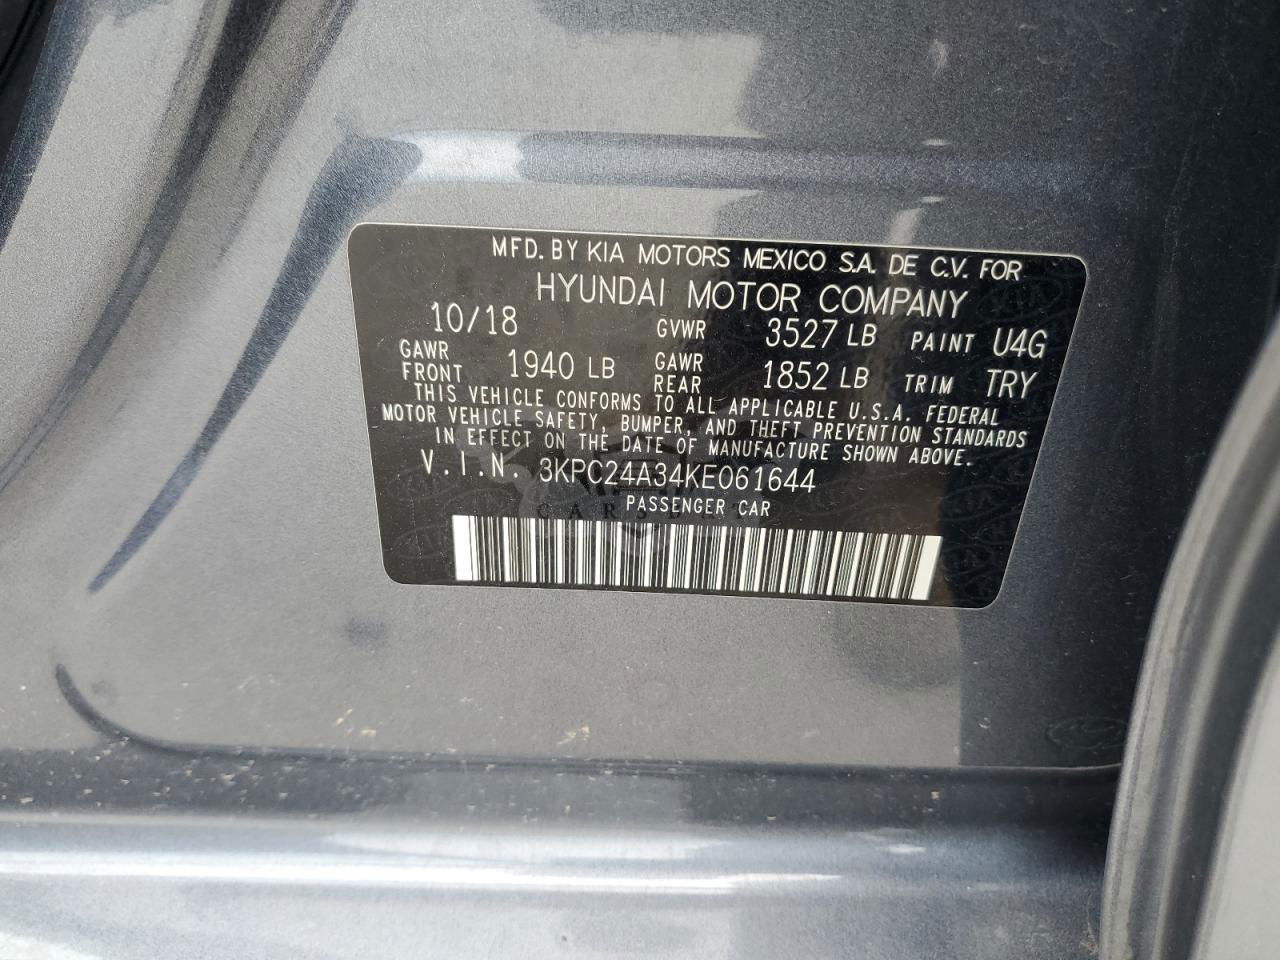 MFD. BY KIA MOTORS MEXICO S.A. DE C.V. FOR
HYUNDAI MOTOR COMPANY
10/18 GVWR 3527 LB PAINT U4G
GAWR FRONT 1940 LB GAWR REAR 1852 LB TRIM TRY
THIS VEHICLE CONFORMS TO ALL APPLICABLE U.S.A. FEDERAL
MOTOR VEHICLE SAFETY, BUMPER, AND THEFT PREVENTION STANDARDS
IN EFFECT ON THE DATE OF MANUFACTURE SHOWN ABOVE.
V.I.N. 3KPC24A34KE061644
PASSENGER CAR